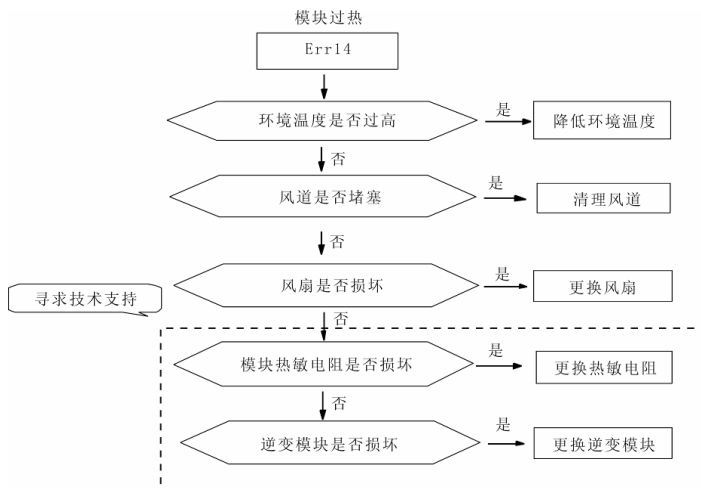 模块过热
Err14
环境温度是否过高
是
降低环境温度
否
风道是否堵塞
是
清理风道
否
风扇是否损坏
是
更换风扇
寻求技术支持
否
模块热敏电阻是否损坏
是
更换热敏电阻
否
逆变模块是否损坏
是
更换逆变模块